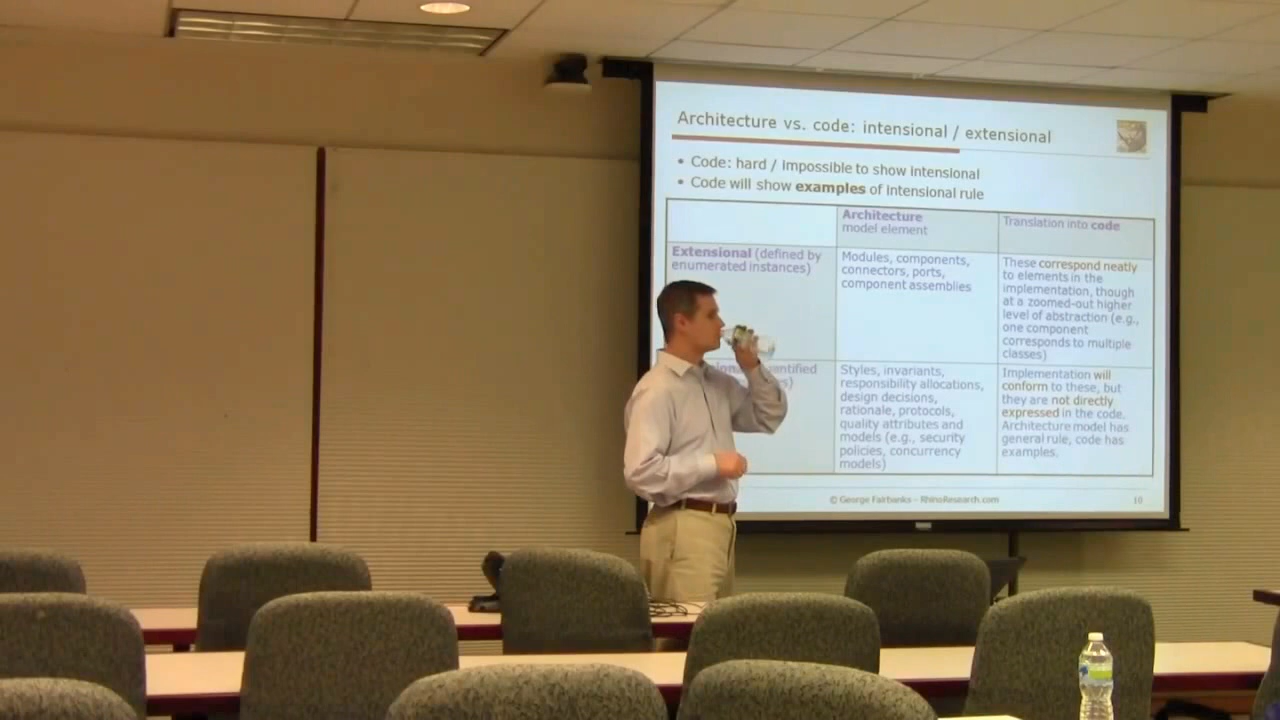 Architecture vs. code: intensional / extensional
• Code: hard / impossible to show intensional
• Code will show examples of intensional rule
Architecture
model element
Translation into code
Extensional (defined by
enumerated instances)
Modules, components,
connectors, ports,
component assemblies
These correspond neatly
to elements in the
implementation, though
at a zoomed-out higher
level of abstraction (e.g.,
one component
corresponds to multiple
classes)
Styles, invariants,
responsibility allocations,
design decisions,
rationale, protocols,
quality attributes and
models (e.g., security
policies, concurrency
models)
Implementation will
conform to these, but
they are not directly
expressed in the code.
Architecture model has
general rule, code has
examples.
© George Fairbanks – RhinoResearch.com
10